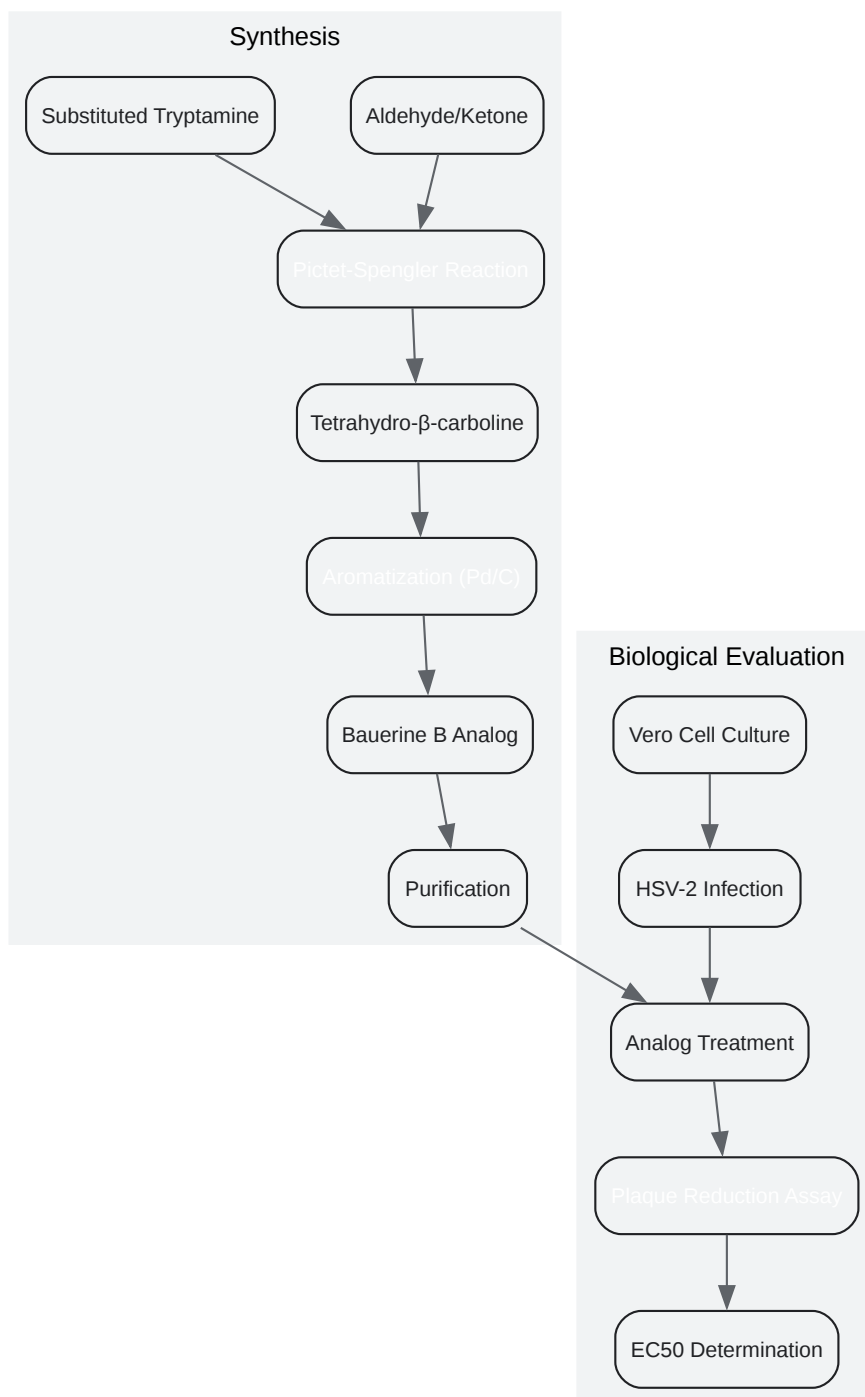 Synthesis
Substituted Tryptamine
Aldehyde/Ketone
Pictet-Spengler Reaction
Tetrahydro-β-carboline
Aromatization (Pd/C)
Bauerine B Analog
Purification
Biological Evaluation
Vero Cell Culture
HSV-2 Infection
Analog Treatment
Plaque Reduction Assay
EC50 Determination